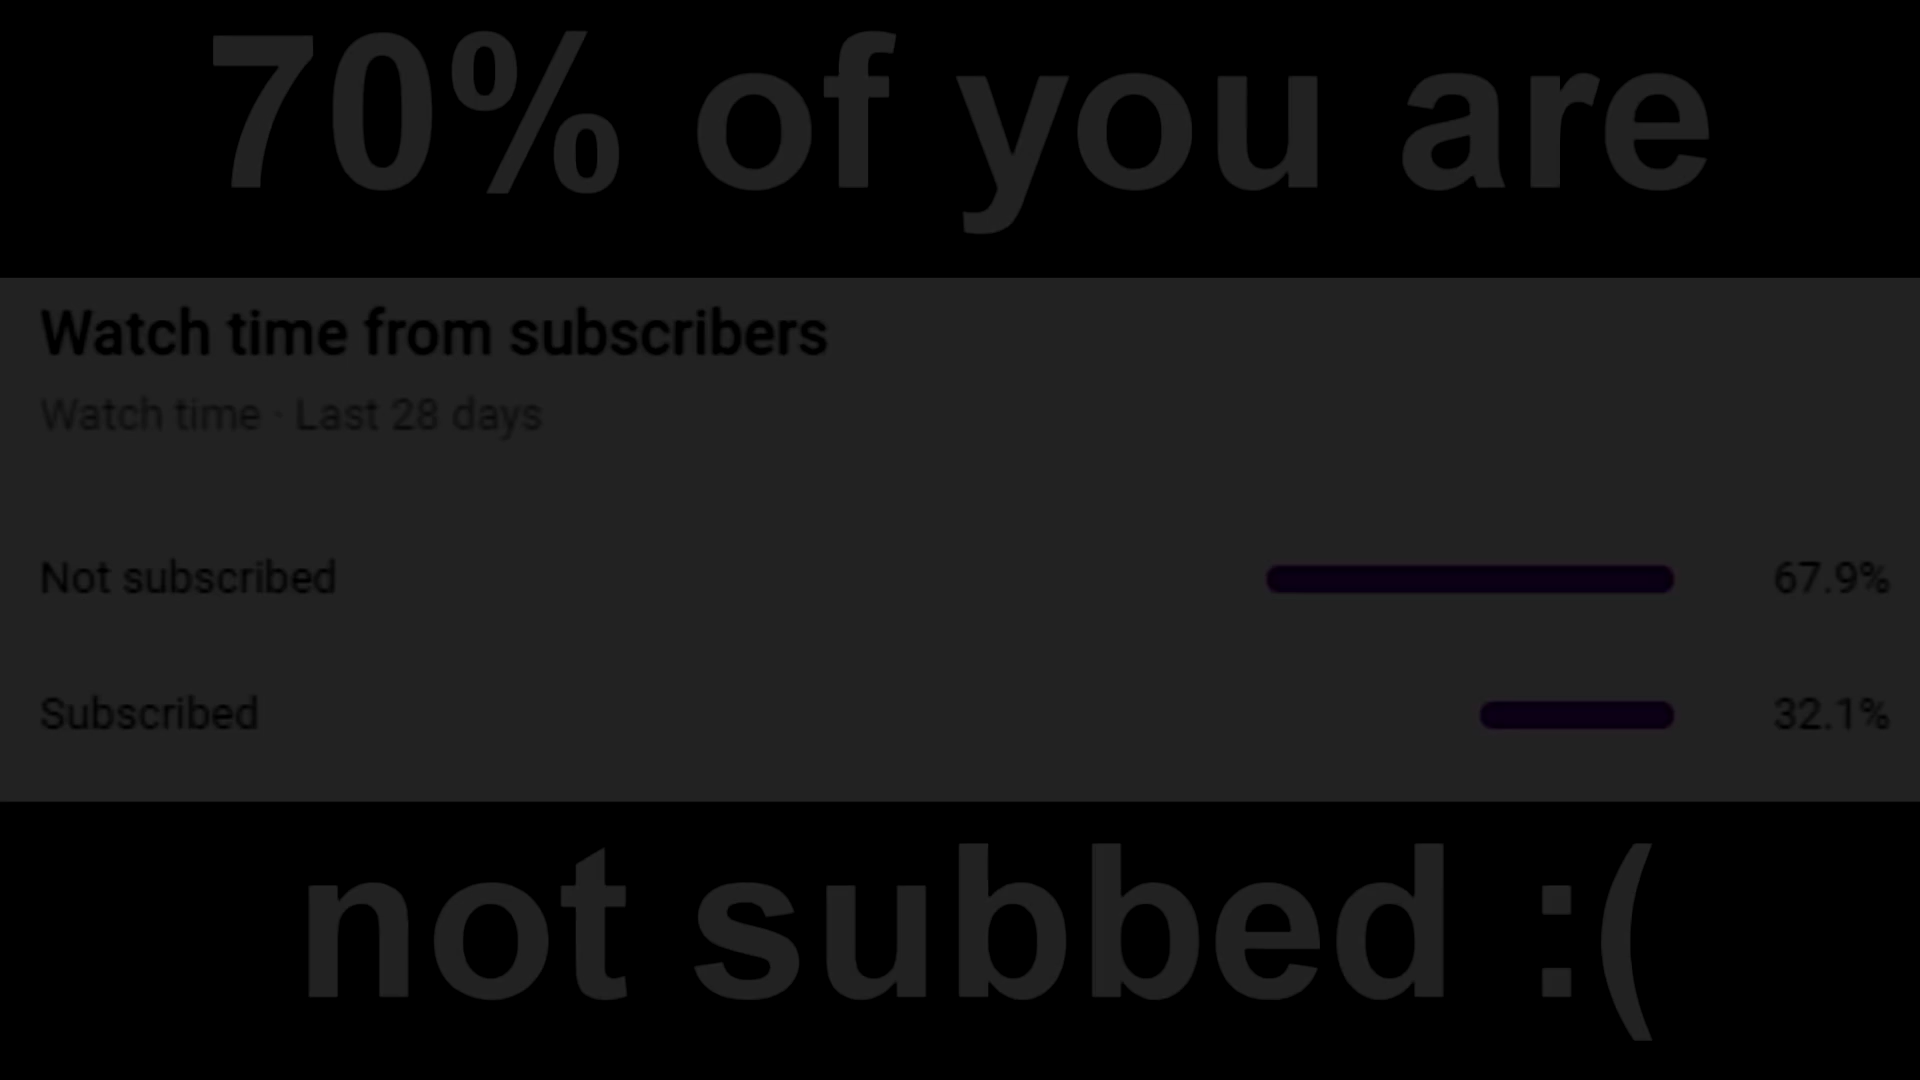 70% of you are
Watch time from subscribers
Watch time · Last 28 days
Not subscribed 67.9%
Subscribed 32.1%
not subbed :(